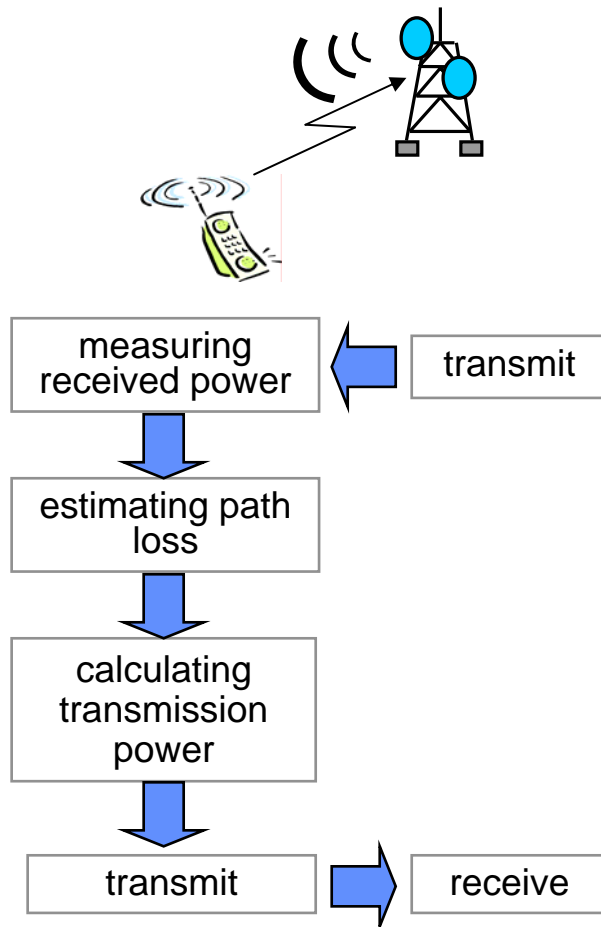 measuring
received power
transmit
estimating path
loss
calculating
transmission
power
transmit
receive